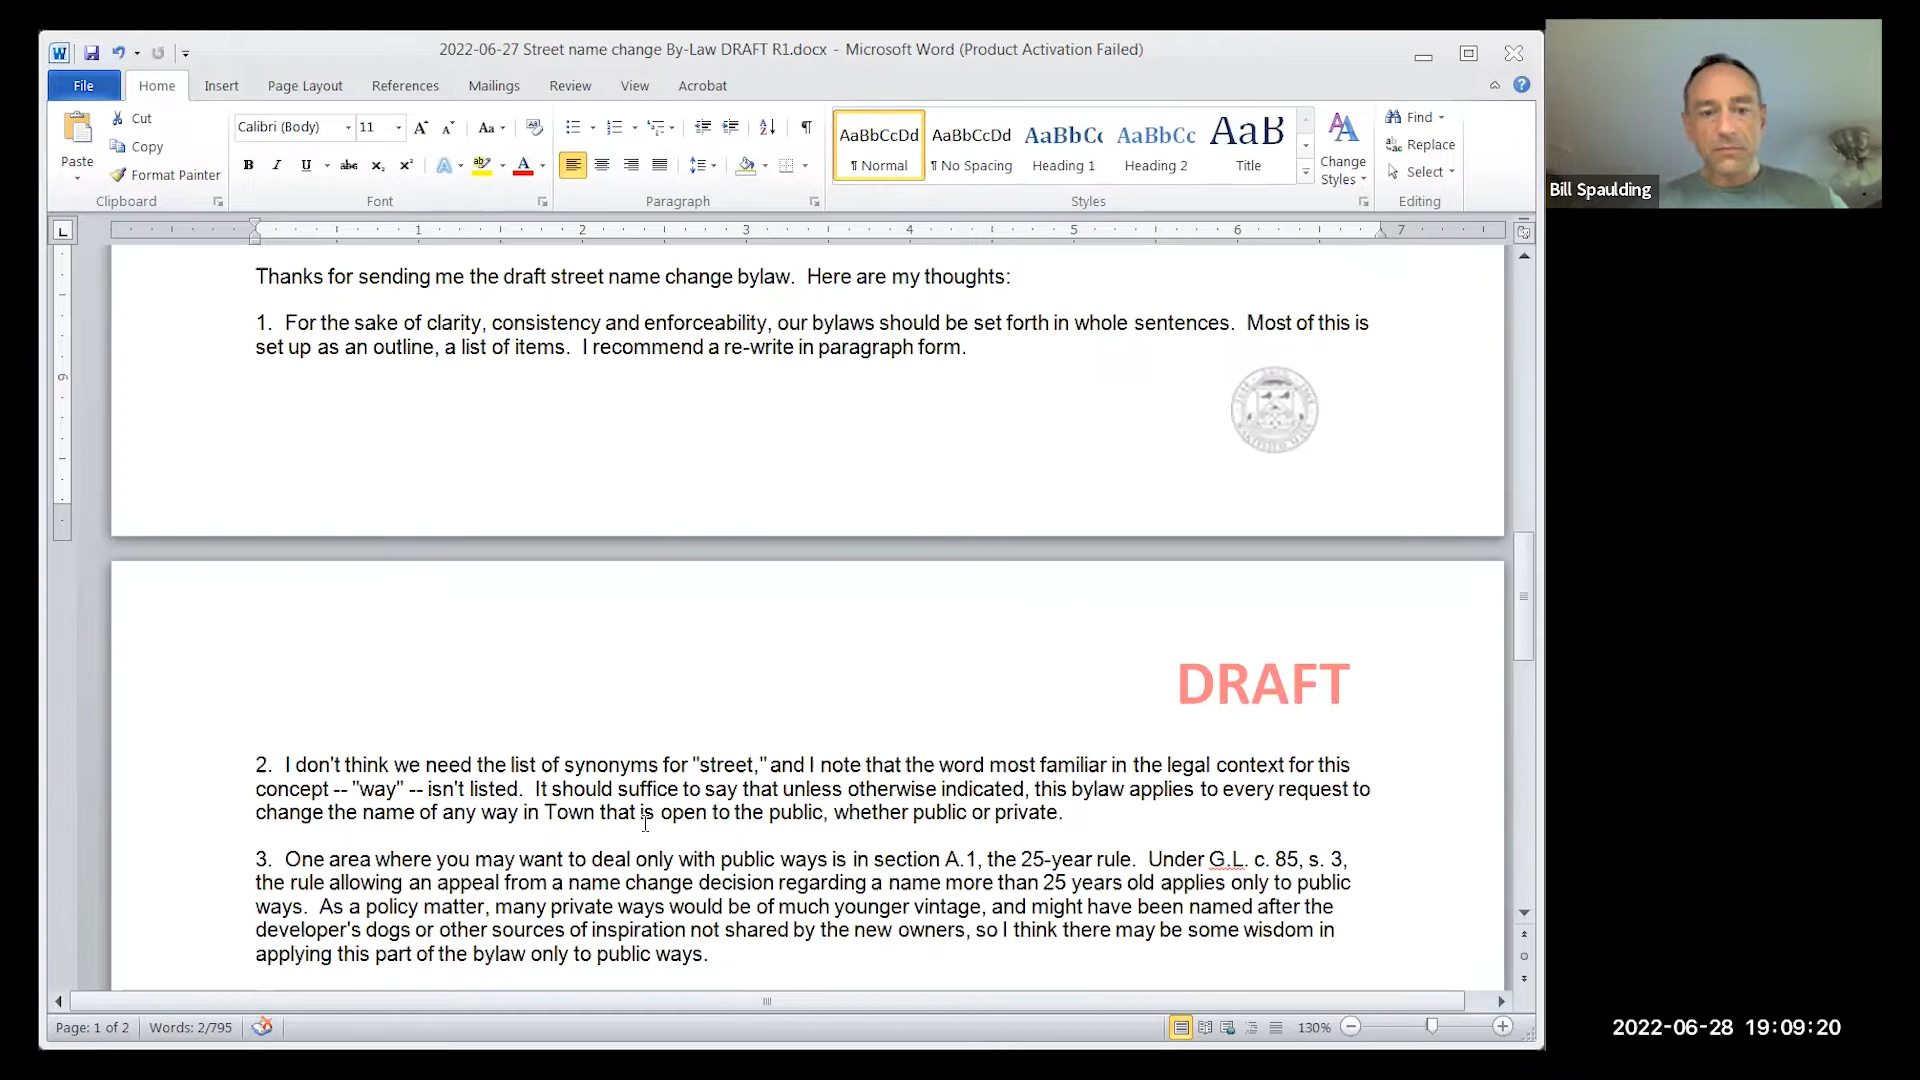 2022-06-27 Street name change By-Law DRAFT R1.docx - Microsoft Word (Product Activation Failed)
File Home Insert Page Layout References Mailings Review View Acrobat
Paste
Cut
Copy
Format Painter
Clipboard
Calibri (Body) 11
Font
Paragraph
AaBbCcDd AaBbCcDd AaBbCc AaBbCc AaB
¶ Normal ¶ No Spacing Heading 1 Heading 2 Title
Change
Styles
Styles
Find
Replace
Select
Editing
Bill Spaulding
1 2 3 4 5 6 7
Thanks for sending me the draft street name change bylaw. Here are my thoughts:
1. For the sake of clarity, consistency and enforceability, our bylaws should be set forth in whole sentences. Most of this is
set up as an outline, a list of items. I recommend a re-write in paragraph form.
DRAFT
2. I don't think we need the list of synonyms for "street," and I note that the word most familiar in the legal context for this
concept -- "way" -- isn't listed. It should suffice to say that unless otherwise indicated, this bylaw applies to every request to
change the name of any way in Town that is open to the public, whether public or private.
3. One area where you may want to deal only with public ways is in section A.1, the 25-year rule. Under G.L. c. 85, s. 3,
the rule allowing an appeal from a name change decision regarding a name more than 25 years old applies only to public
ways. As a policy matter, many private ways would be of much younger vintage, and might have been named after the
developer's dogs or other sources of inspiration not shared by the new owners, so I think there may be some wisdom in
applying this part of the bylaw only to public ways.
Page: 1 of 2 Words: 2/795 130%
2022-06-28 19:09:20